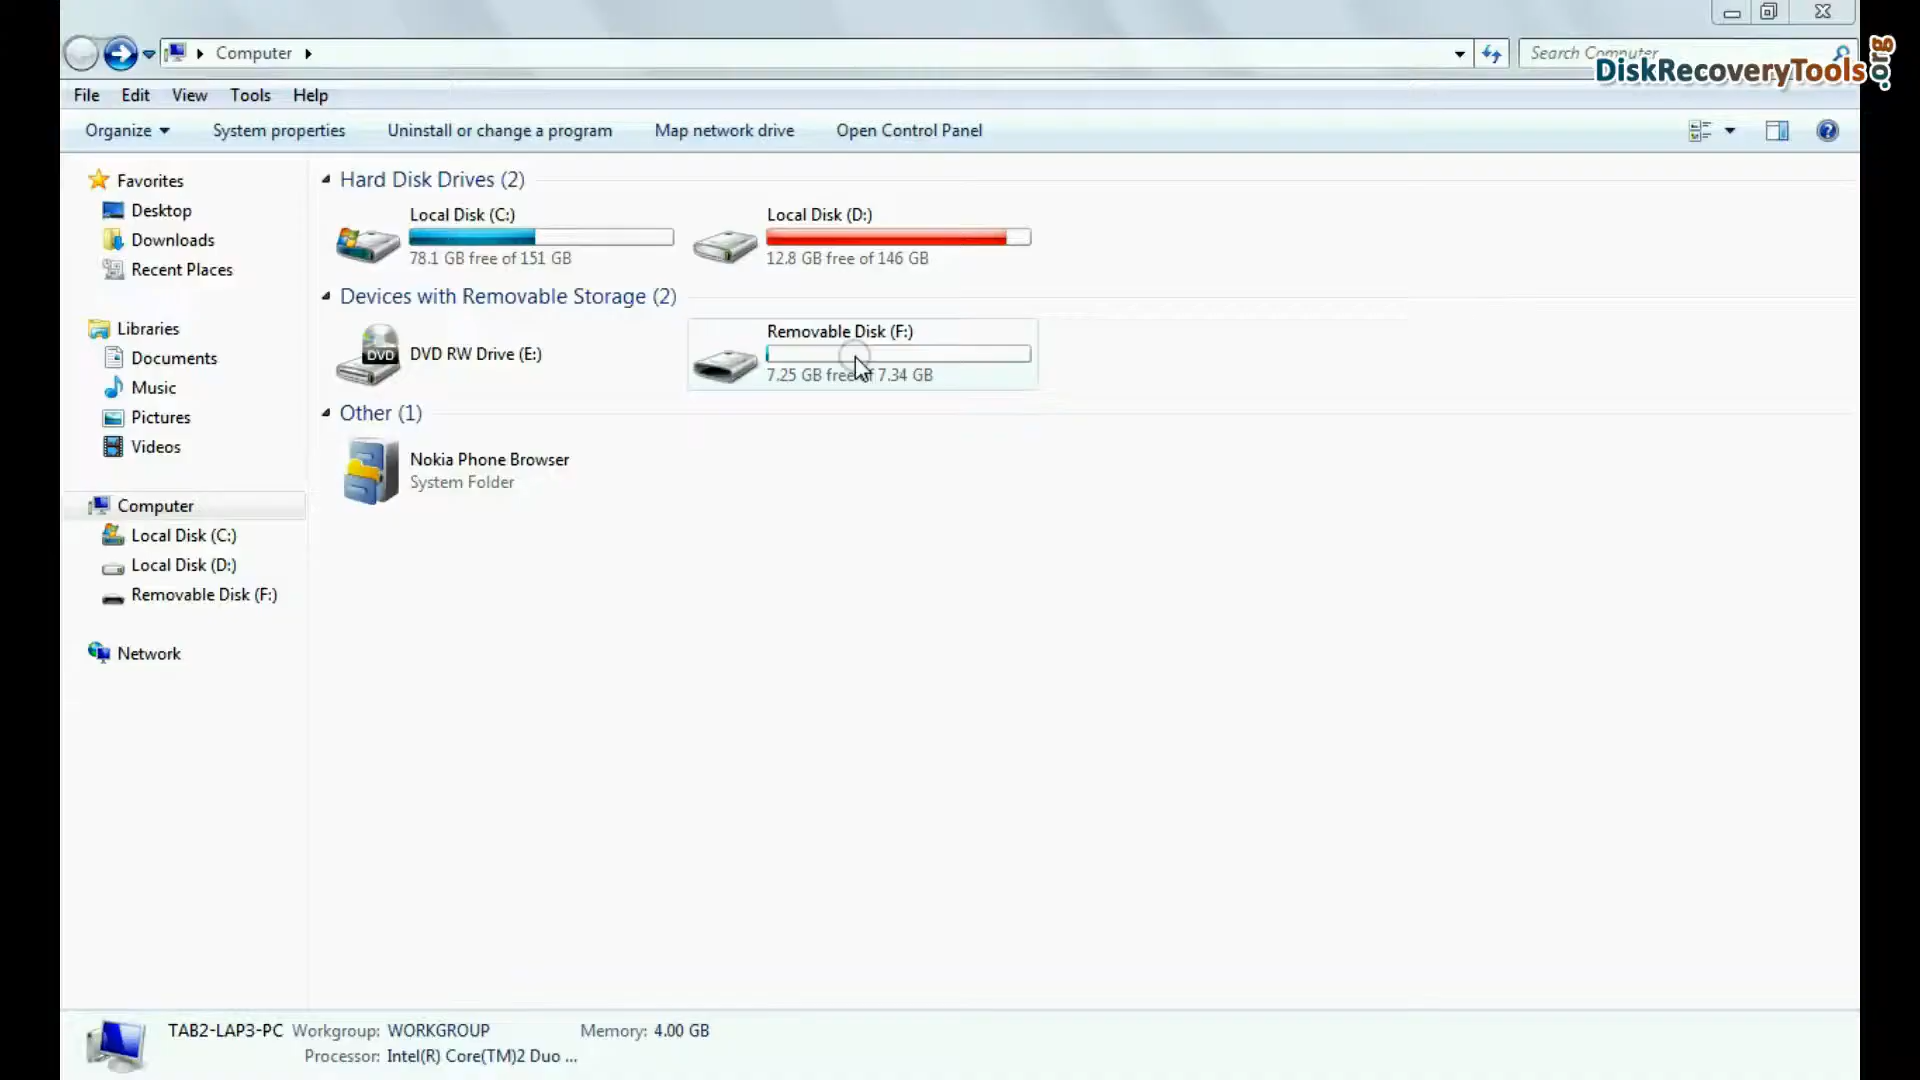 Computer
Search Computer
DiskRecoveryTools.org
File Edit View Tools Help
Organize System properties Uninstall or change a program Map network drive Open Control Panel
Favorites
Desktop
Downloads
Recent Places
Libraries
Documents
Music
Pictures
Videos
Computer
Local Disk (C:)
Local Disk (D:)
Removable Disk (F:)
Network
Hard Disk Drives (2)
Local Disk (C:)
78.1 GB free of 151 GB
Local Disk (D:)
12.8 GB free of 146 GB
Devices with Removable Storage (2)
DVD
DVD RW Drive (E:)
Removable Disk (F:)
7.25 GB free of 7.34 GB
Other (1)
Nokia Phone Browser
System Folder
TAB2-LAP3-PC Workgroup: WORKGROUP Memory: 4.00 GB
Processor: Intel(R) Core(TM)2 Duo ...